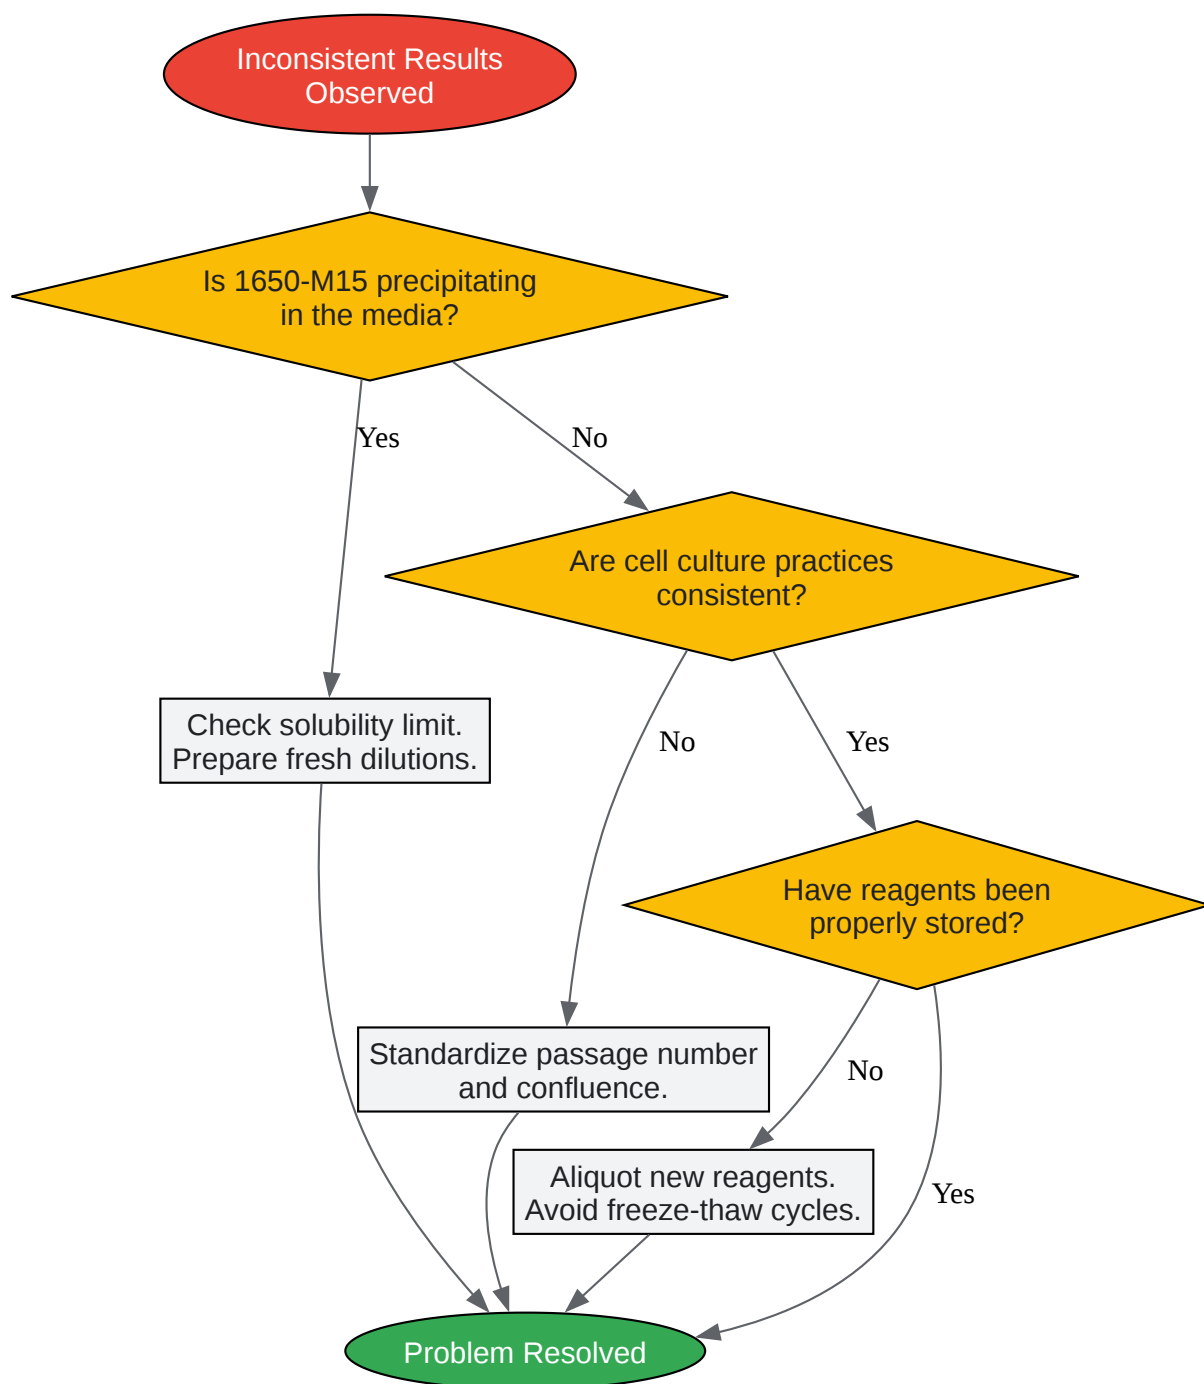 Inconsistent Results
Observed
Is 1650-M15 precipitating
in the media?
Yes
No
Are cell culture practices
consistent?
Check solubility limit.
Prepare fresh dilutions.
No
Yes
Have reagents been
properly stored?
Standardize passage number
and confluence.
No
Aliquot new reagents.
Avoid freeze-thaw cycles.
Yes
Problem Resolved